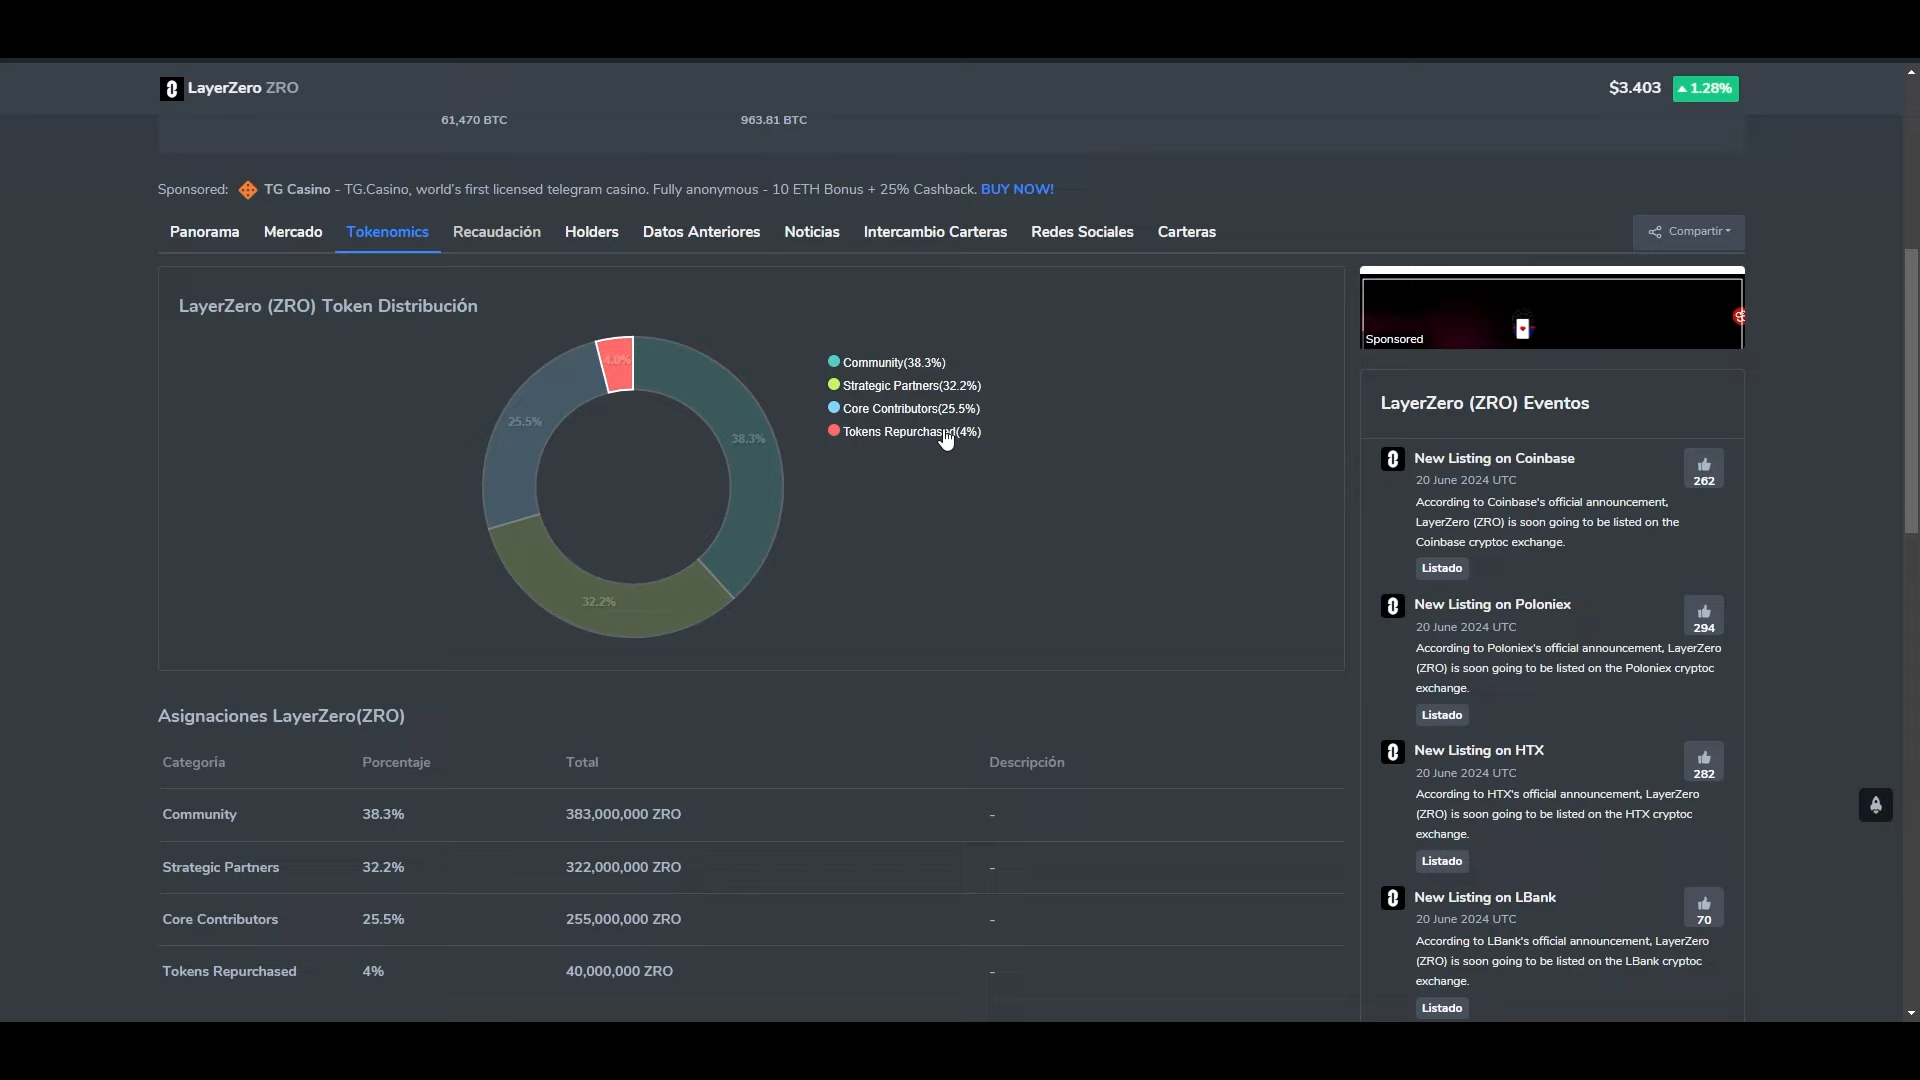 LayerZero ZRO
$3.403 1.28%
61,470 BTC 963.81 BTC
Sponsored: TG Casino - TG.Casino, world's first licensed telegram casino. Fully anonymous - 10 ETH Bonus + 25% Cashback. BUY NOW!
Panorama Mercado Tokenomics Recaudación Holders Datos Anteriores Noticias Intercambio Carteras Redes Sociales Carteras
Compartir
LayerZero (ZRO) Token Distribución
4.0%
25.5%
38.3%
32.2%
Community(38.3%)
Strategic Partners(32.2%)
Core Contributors(25.5%)
Tokens Repurchased(4%)
Asignaciones LayerZero(ZRO)
Categoría Porcentaje Total Descripción
Community 38.3% 383,000,000 ZRO -
Strategic Partners 32.2% 322,000,000 ZRO -
Core Contributors 25.5% 255,000,000 ZRO -
Tokens Repurchased 4% 40,000,000 ZRO -
Sponsored
LayerZero (ZRO) Eventos
New Listing on Coinbase
262
20 June 2024 UTC
According to Coinbase's official announcement,
LayerZero (ZRO) is soon going to be listed on the
Coinbase cryptoc exchange.
Listado
New Listing on Poloniex
294
20 June 2024 UTC
According to Poloniex's official announcement, LayerZero
(ZRO) is soon going to be listed on the Poloniex cryptoc
exchange.
Listado
New Listing on HTX
282
20 June 2024 UTC
According to HTX's official announcement, LayerZero
(ZRO) is soon going to be listed on the HTX cryptoc
exchange.
Listado
New Listing on LBank
70
20 June 2024 UTC
According to LBank's official announcement, LayerZero
(ZRO) is soon going to be listed on the LBank cryptoc
exchange.
Listado